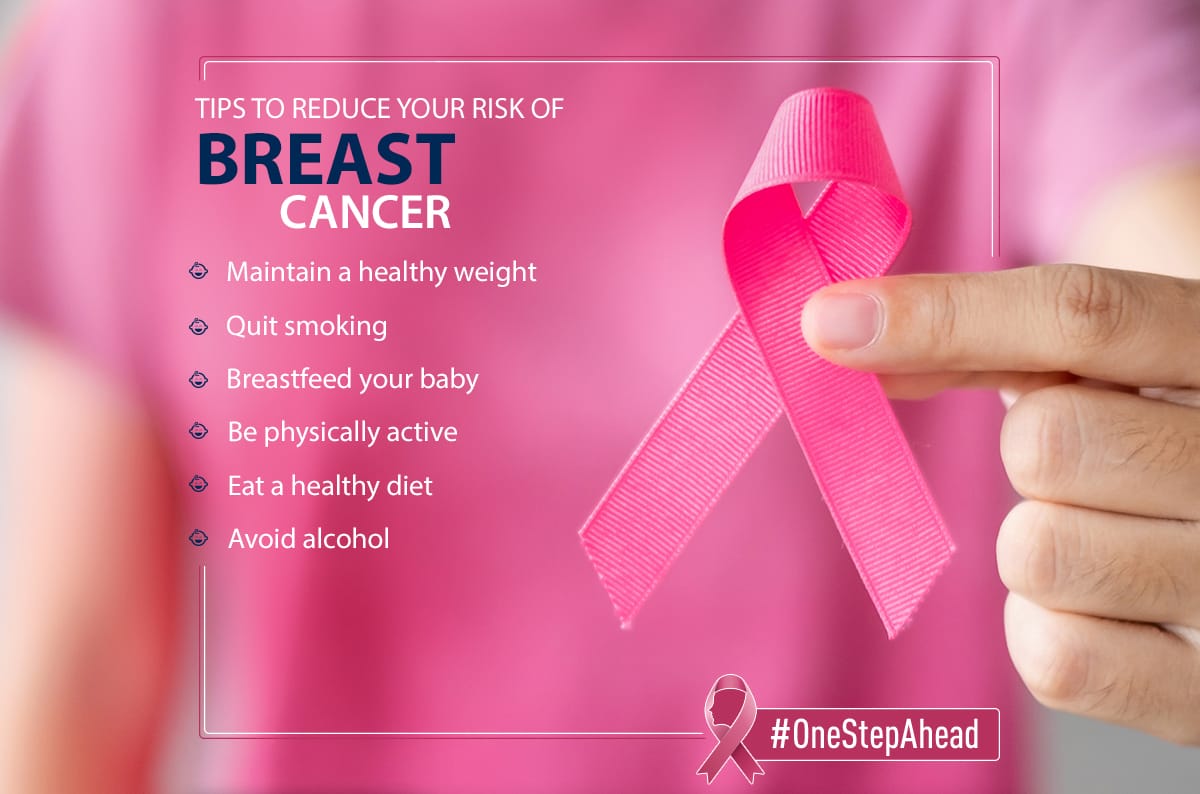 TIPS TO REDUCE YOUR RISK OF
BREAST
CANCER
Maintain a healthy weight
Quit smoking
Breastfeed your baby
Be physically active
Eat a healthy diet
Avoid alcohol
#OneStepAhead